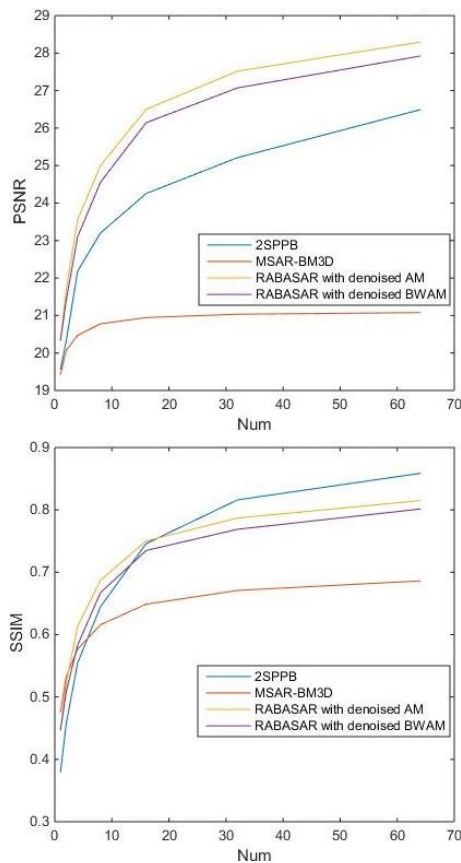 29
28
27
26
25
24
23
22
21
20
19
PSNR
2SPPB
MSAR-BM3D
RABASAR with denoised AM
RABASAR with denoised BWAM
0 10 20 30 40 50 60 70
Num
0.9
0.8
0.7
0.6
0.5
0.4
0.3
SSIM
2SPPB
MSAR-BM3D
RABASAR with denoised AM
RABASAR with denoised BWAM
0 10 20 30 40 50 60 70
Num